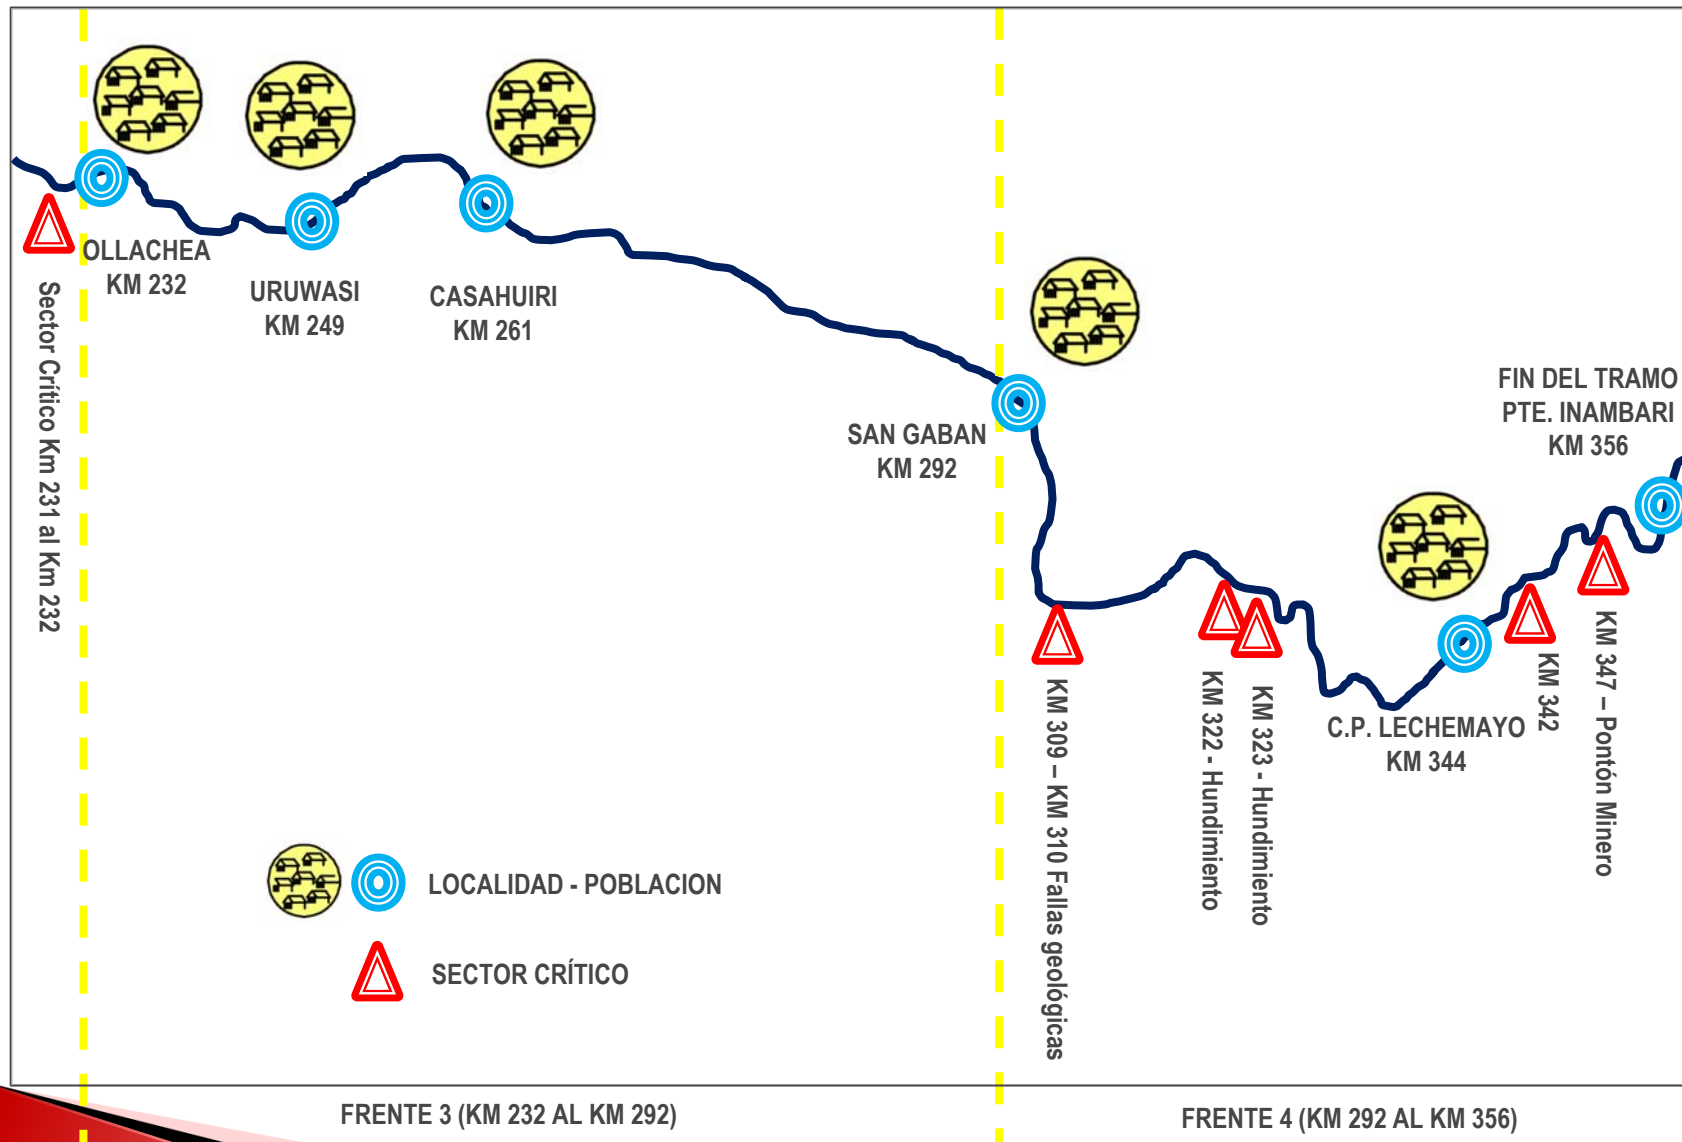 OLLACHEA
KM 232
URUWASI
KM 249
CASAHUIRI
KM 261
Sector Crítico Km 231 al Km 232
SAN GABAN
KM 292
FIN DEL TRAMO
PTE. INAMBARI
KM 356
KM 309 – KM 310 Fallas geológicas
KM 322 - Hundimiento
KM 323 - Hundimiento
C.P. LECHEMAYO
KM 344
KM 342
KM 347 – Pontón Minero
LOCALIDAD - POBLACION
SECTOR CRÍTICO
FRENTE 3 (KM 232 AL KM 292)
FRENTE 4 (KM 292 AL KM 356)